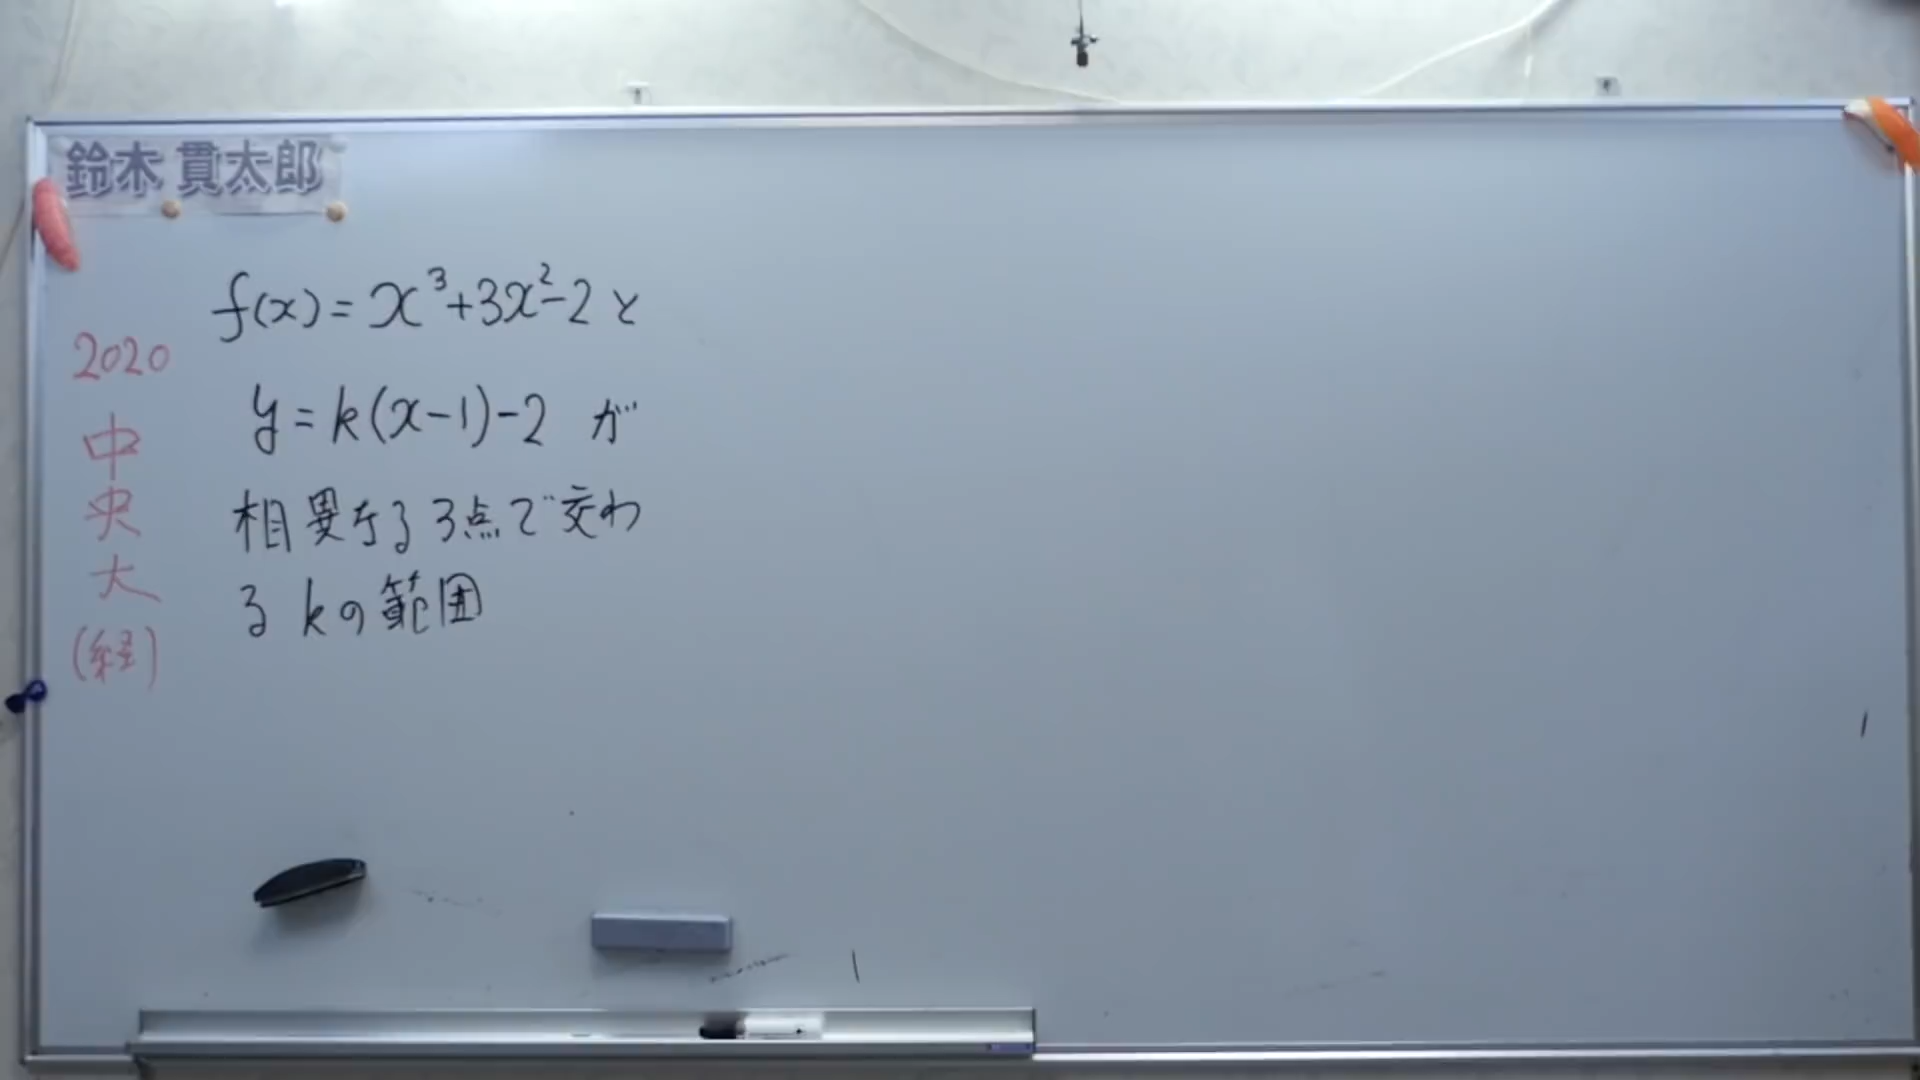 鈴木 貫太郎
2020
中
央
大
(経)
f(x) = x³+3x²-2と
y = k(x-1)-2 が
相異なる3点で交わ
る kの範囲